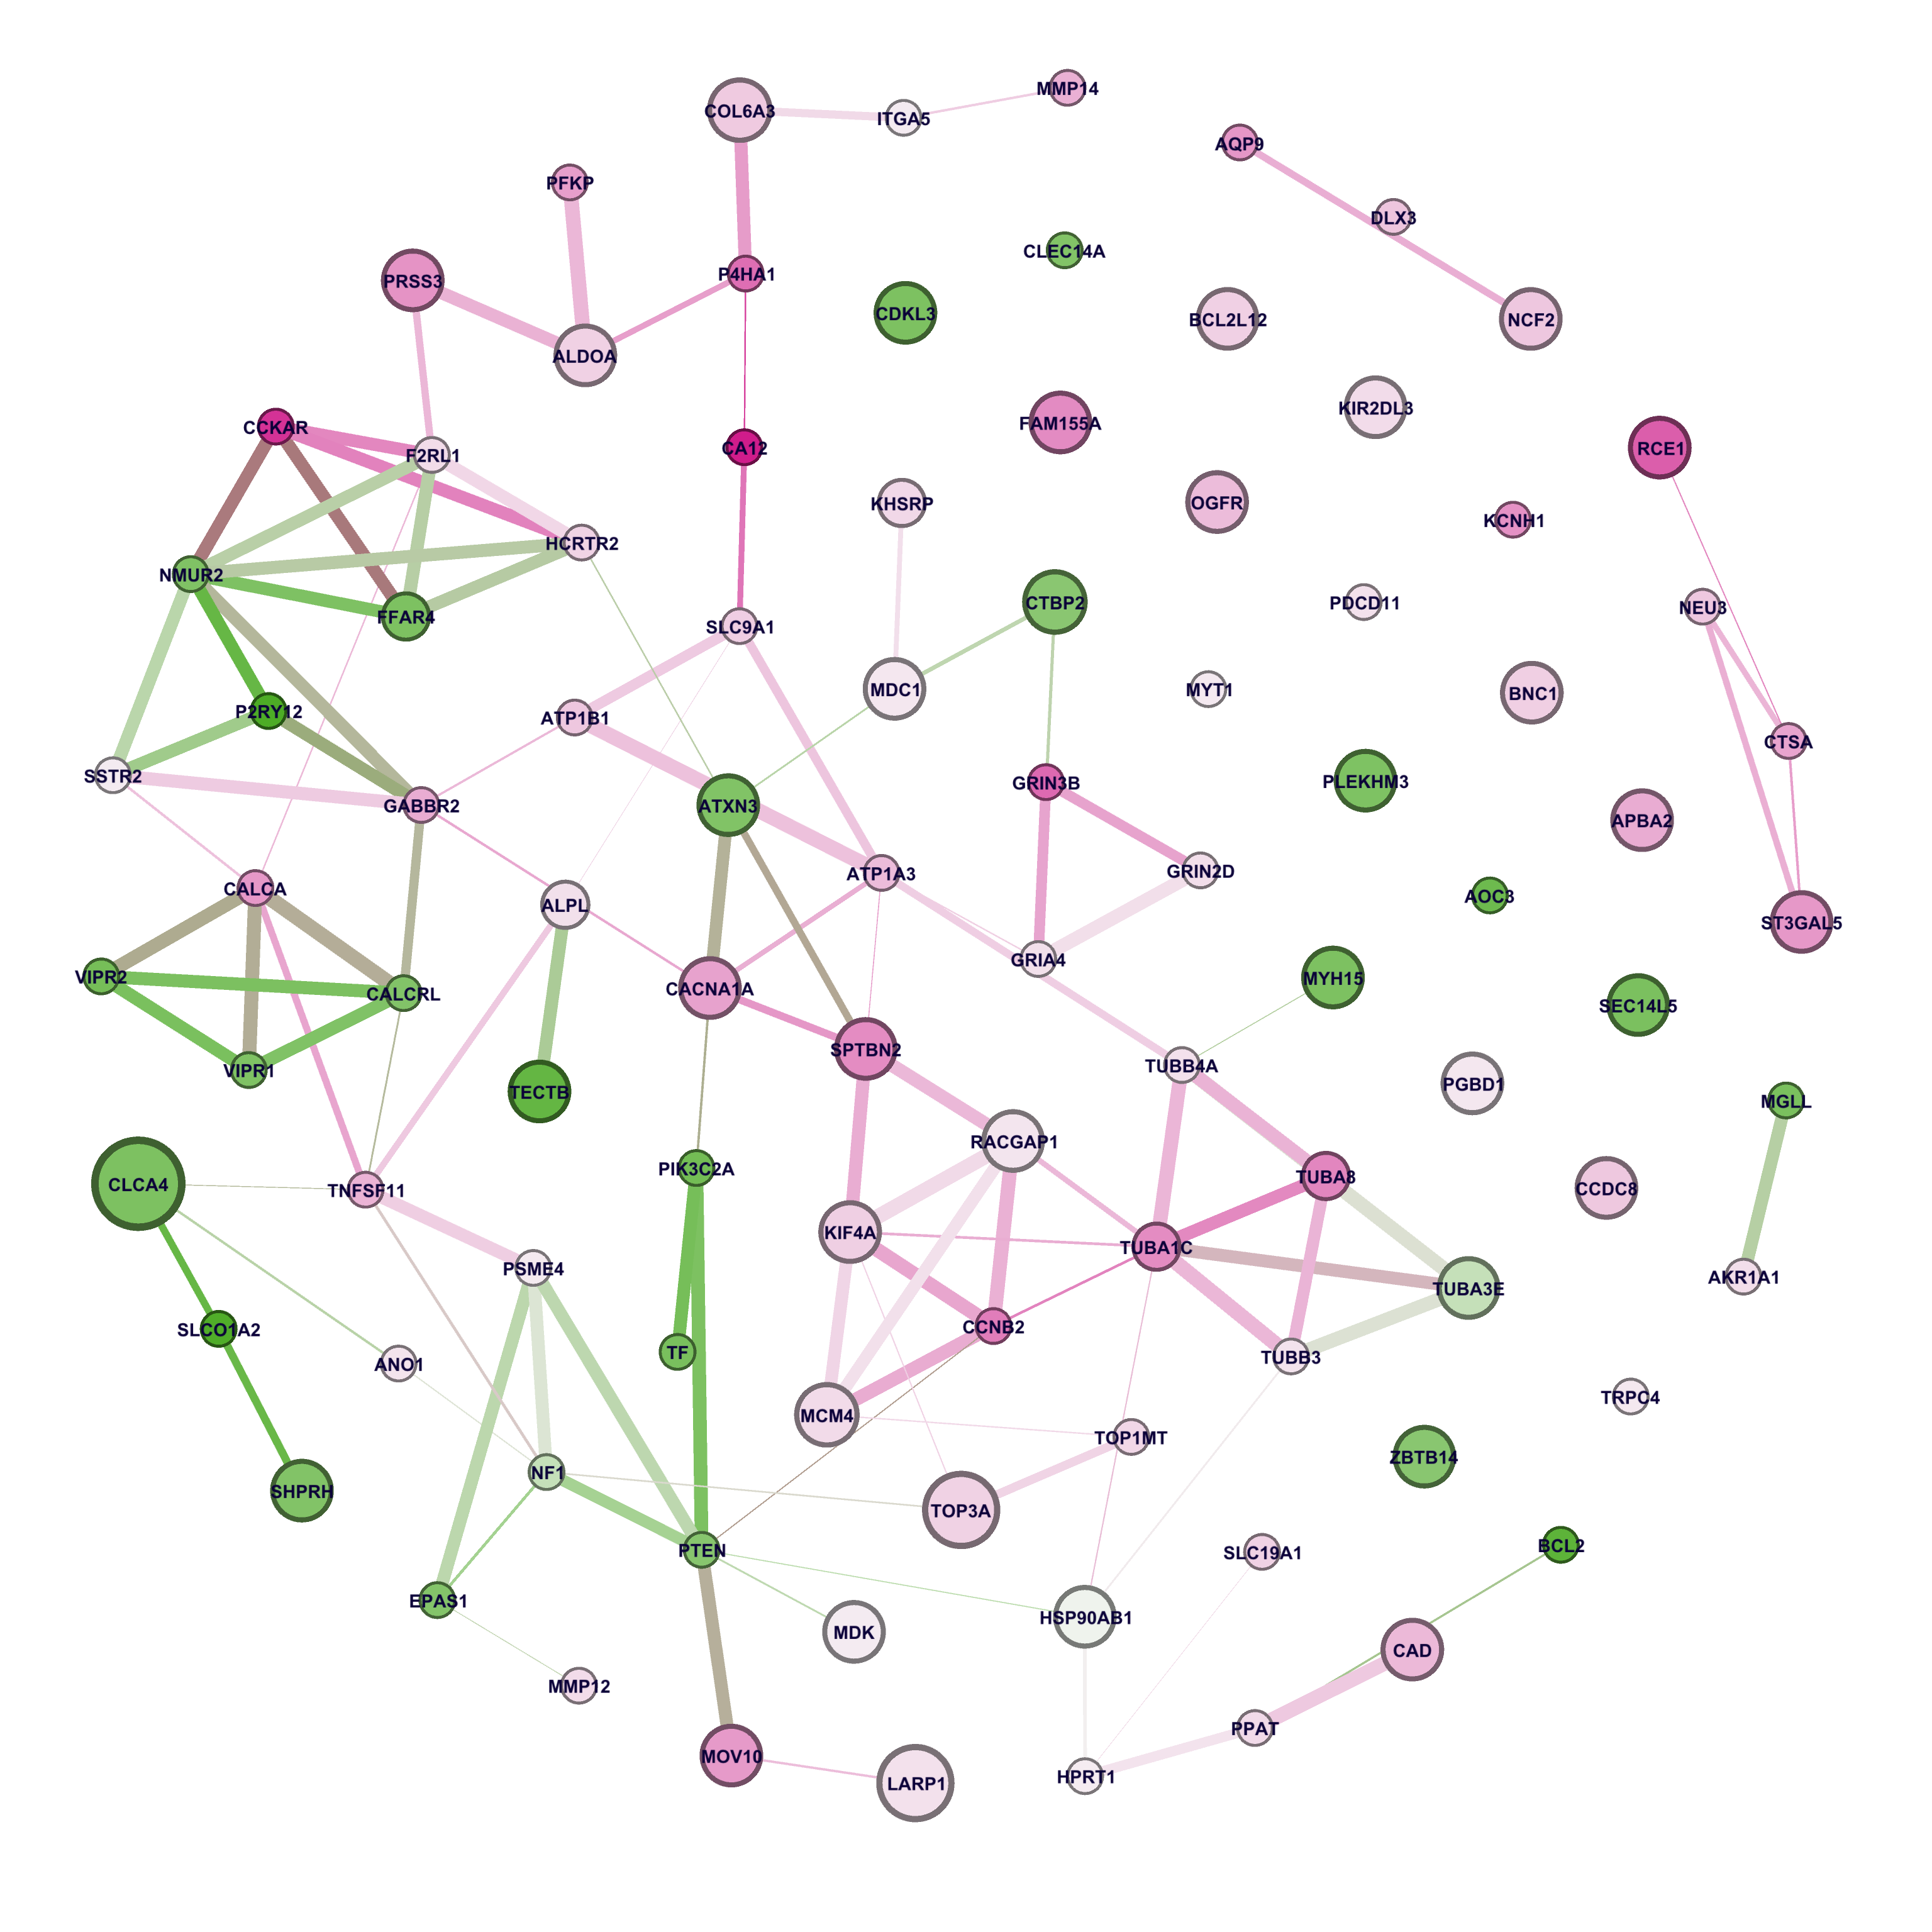 MMP14
COL6A3
ITGA5
AQP9
PFKP
DLX3
CLEC14A
P4HA1
PRSS3
CDKL3
BCL2L12
NCF2
ALDOA
KIR2DL3
FAM155A
CCKAR
CA12
RCE1
F2RL1
KHSRP
OGFR
KCNH1
HCRTR2
NMUR2
CTBP2
PDCD11
NEU3
FFAR4
SLC9A1
MDC1
MYT1
BNC1
P2RY12
ATP1B1
CTSA
SSTR2
GRIN3B
PLEKHM3
GABBR2
ATXN3
APBA2
ATP1A3
GRIN2D
CALCA
AOC3
ALPL
ST3GAL5
GRIA4
VIPR2
MYH15
CACNA1A
CALCRL
SEC14L5
SPTBN2
TUBB4A
VIPR1
PGBD1
TECTB
MGLL
RACGAP1
PIK3C2A
TUBA8
CLCA4
CCDC8
TNFSF11
KIF4A
TUBA1C
PSME4
AKR1A1
TUBA3E
CCNB2
SLCO1A2
TF
TUBB3
ANO1
TRPC4
MCM4
TOP1MT
ZBTB14
NF1
SHPRH
TOP3A
BCL2
PTEN
SLC19A1
EPAS1
HSP90AB1
MDK
CAD
MMP12
PPAT
MOV10
HPRT1
LARP1